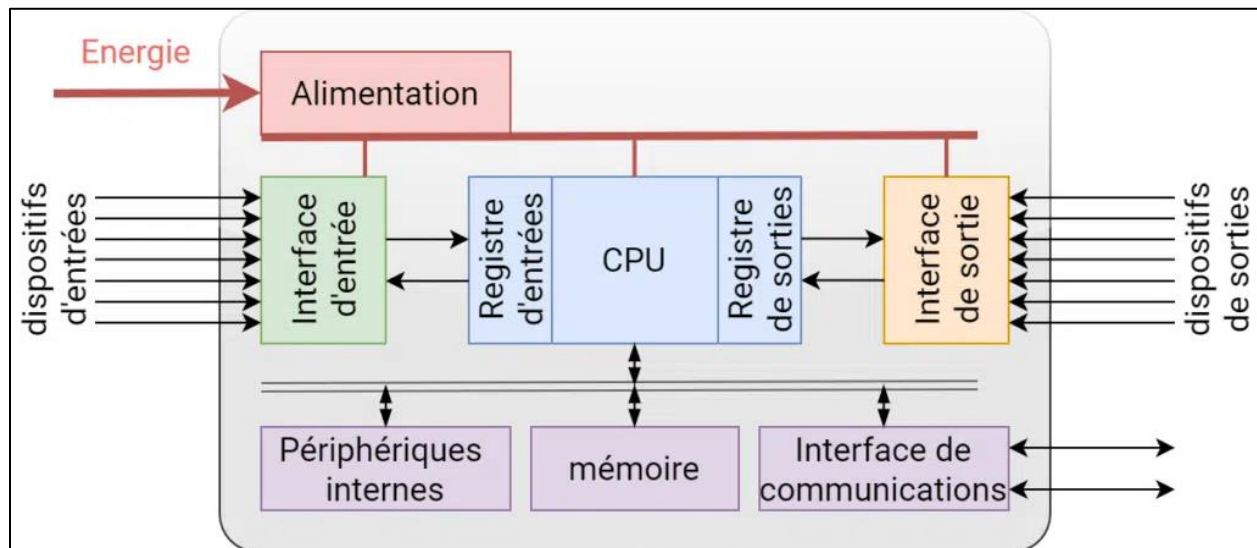 Energie
Alimentation
dispositifs
d'entrées
Interface
d'entrée
Registre
d'entrées
CPU
Registre
de sorties
Interface
de sortie
dispositifs
de sorties
Périphériques
internes
mémoire
Interface de
communications